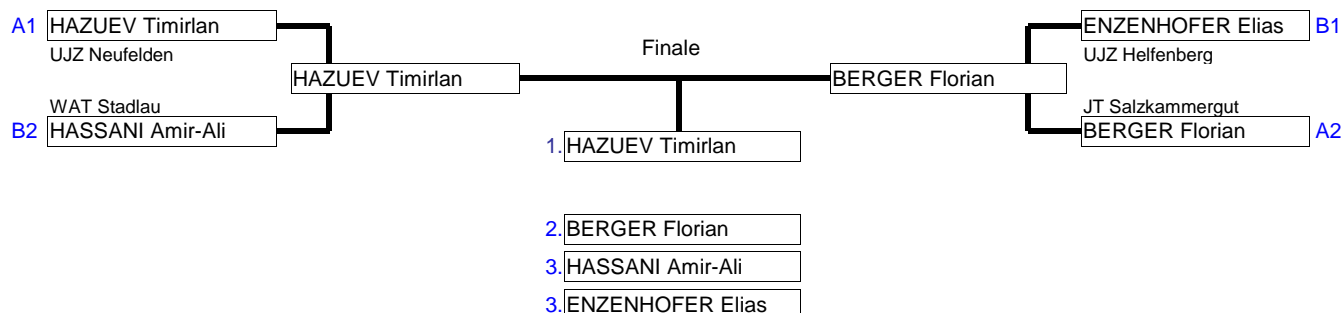 A1 HAZUEV Timirlan
UJZ Neufelden
HAZUEV Timirlan
WAT Stadlau
B2 HASSANI Amir-Ali
Finale
ENZENHOFER Elias B1
UJZ Helfenberg
BERGER Florian
JT Salzkammergut
BERGER Florian A2
1. HAZUEV Timirlan
2. BERGER Florian
3. HASSANI Amir-Ali
3. ENZENHOFER Elias